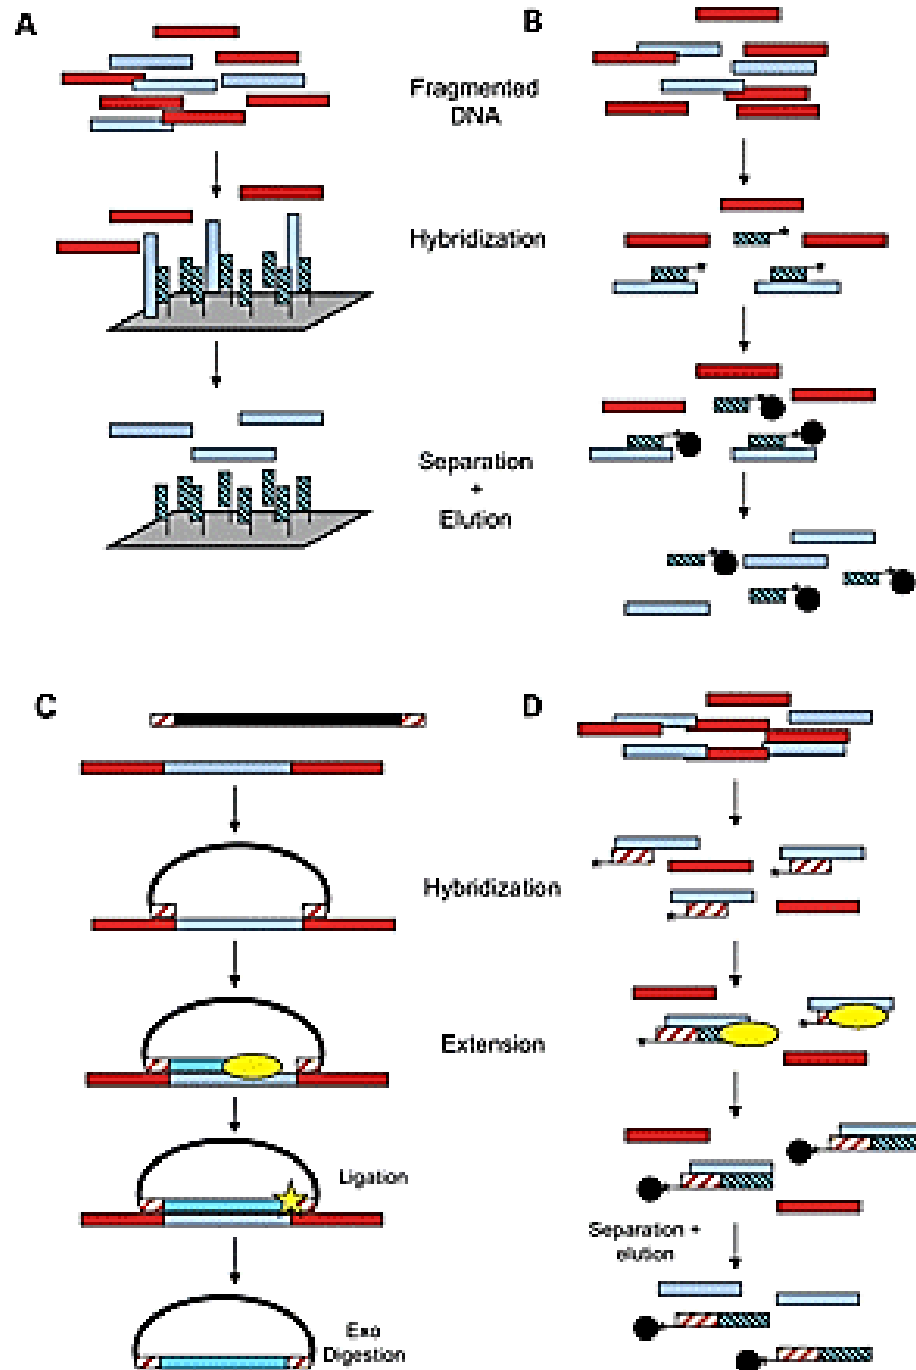 A
B
Fragmented
DNA
Hybridization
Separation
+
Elution
C
D
Hybridization
Extension
Ligation
Separation +
elution
Exo
Digestion